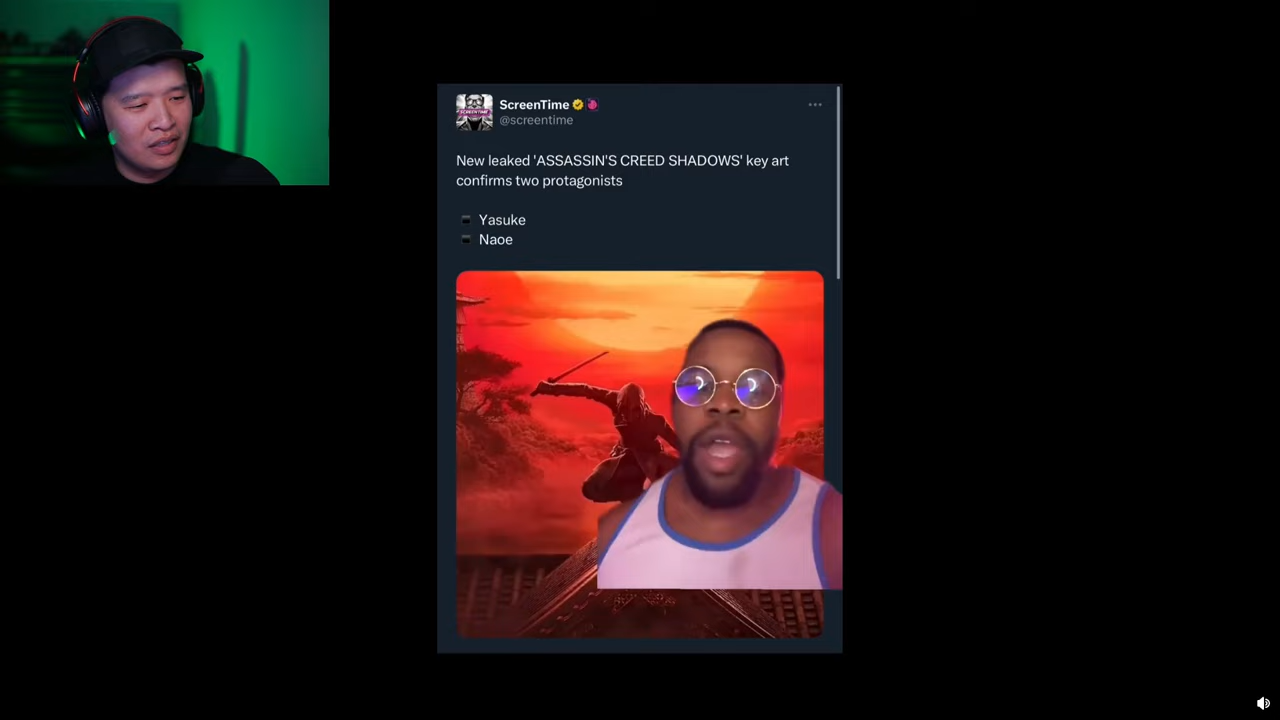 ScreenTime
@screentime
New leaked 'ASSASSIN'S CREED SHADOWS' key art
confirms two protagonists
Yasuke
Naoe